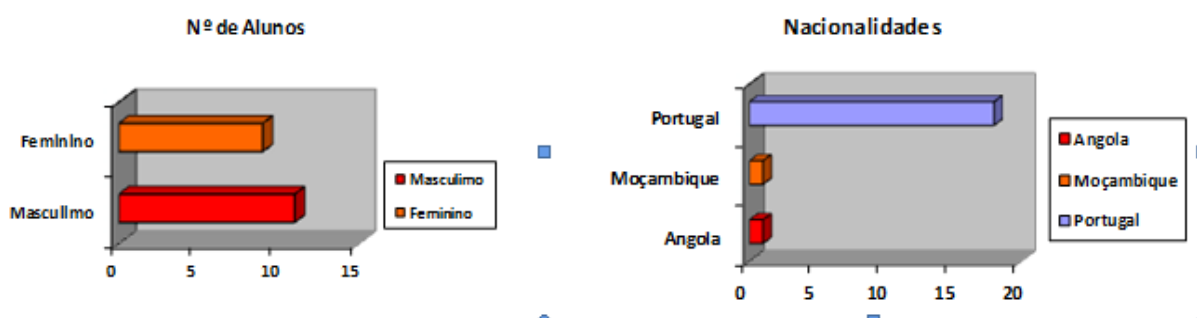 Nº de Alunos
Feminino
Masculimo
0 5 10 15
Masculimo
Feminino
Nacionalidades
Portugal
Moçambique
Angola
0 5 10 15 20
Angola
Moçambique
Portugal